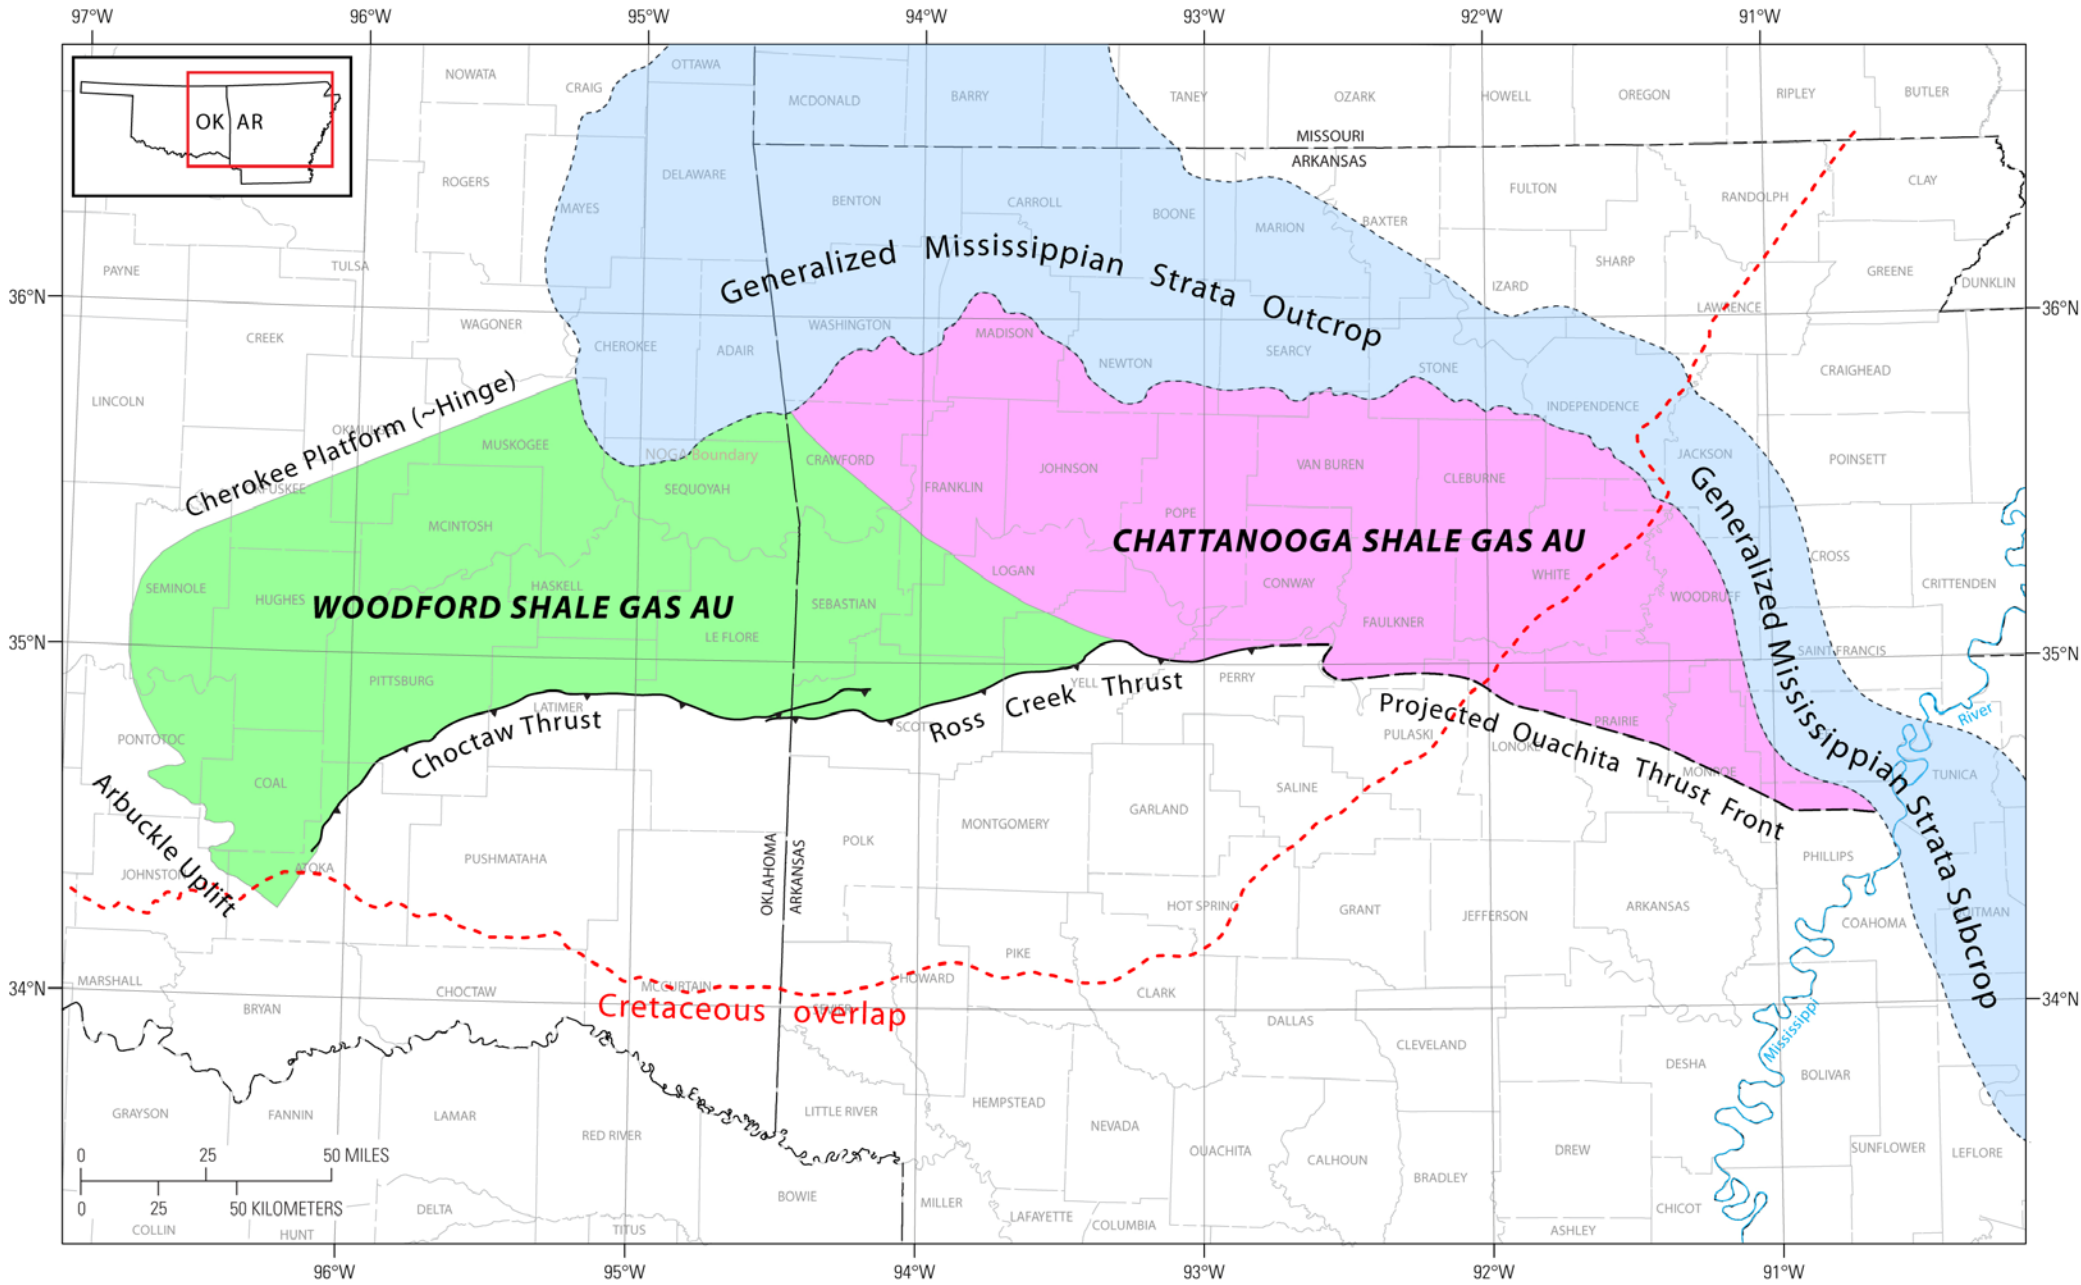 97°W 96°W 95°W 94°W 93°W 92°W 91°W
OK AR
NOWATA
CRAIG
OTTAWA
MCDONALD
BARRY
TANEY
OZARK
HOWELL
OREGON
RIPLEY
BUTLER
MISSOURI
ARKANSAS
ROGERS
MAYES
DELAWARE
BENTON
CARROLL
BOONE
MARION
BAXTER
FULTON
RANDOLPH
CLAY
PAYNE
TULSA
SHARP
IZARD
GREENE
DUNKLIN
36°N
36°N
Generalized Mississippian Strata Outcrop
CREEK
WAGONER
CHEROKEE
ADAIR
WASHINGTON
MADISON
NEWTON
SEARCY
STONE
LAWRENCE
CRAIGHEAD
LINCOLN
Cherokee Platform (~Hinge)
MUSKOGEE
NOGA Boundary
CRAWFORD
JOHNSON
VAN BUREN
INDEPENDENCE
JACKSON
POINSETT
SEQUOYAH
FRANKLIN
CLEBURNE
MCINTOSH
POPE
CHATTANOOGA SHALE GAS AU
CROSS
SEMINOLE
HUGHES
HASKELL
LOGAN
CONWAY
WHITE
WOODRUFF
CRITTENDEN
WOODFORD SHALE GAS AU
SEBASTIAN
LE FLORE
FAULKNER
35°N
35°N
SAINT FRANCIS
Generalized Mississippian Strata Subcrop
PITTSBURG
LATIMER
YELL
PERRY
Choctaw Thrust
Ross Creek Thrust
Projected Ouachita Thrust Front
PULASKI
PRAIRIE
River
PONTOTOC
MONROE
TUNICA
COAL
Arbuckle Uplift
GARLAND
SALINE
MONTGOMERY
POLK
OKLAHOMA
ARKANSAS
PUSHMATAHA
PHILLIPS
ATOKA
HOT SPRING
GRANT
JEFFERSON
ARKANSAS
COAHOMA
PIKE
34°N
34°N
MARSHALL
BRYAN
CHOCTAW
MCCURTAIN
HOWARD
CLARK
Cretaceous overlap
DALLAS
CLEVELAND
DESHA
BOLIVAR
Mississippi
GRAYSON
FANNIN
LAMAR
RED RIVER
LITTLE RIVER
HEMPSTEAD
NEVADA
OUACHITA
CALHOUN
BRADLEY
DREW
SUNFLOWER
LEFLORE
0 25 50 MILES
0 25 50 KILOMETERS
BOWIE
MILLER
LAFAYETTE
COLUMBIA
CHICOT
COLLIN
HUNT
DELTA
TITUS
ASHLEY
96°W 95°W 94°W 93°W 92°W 91°W